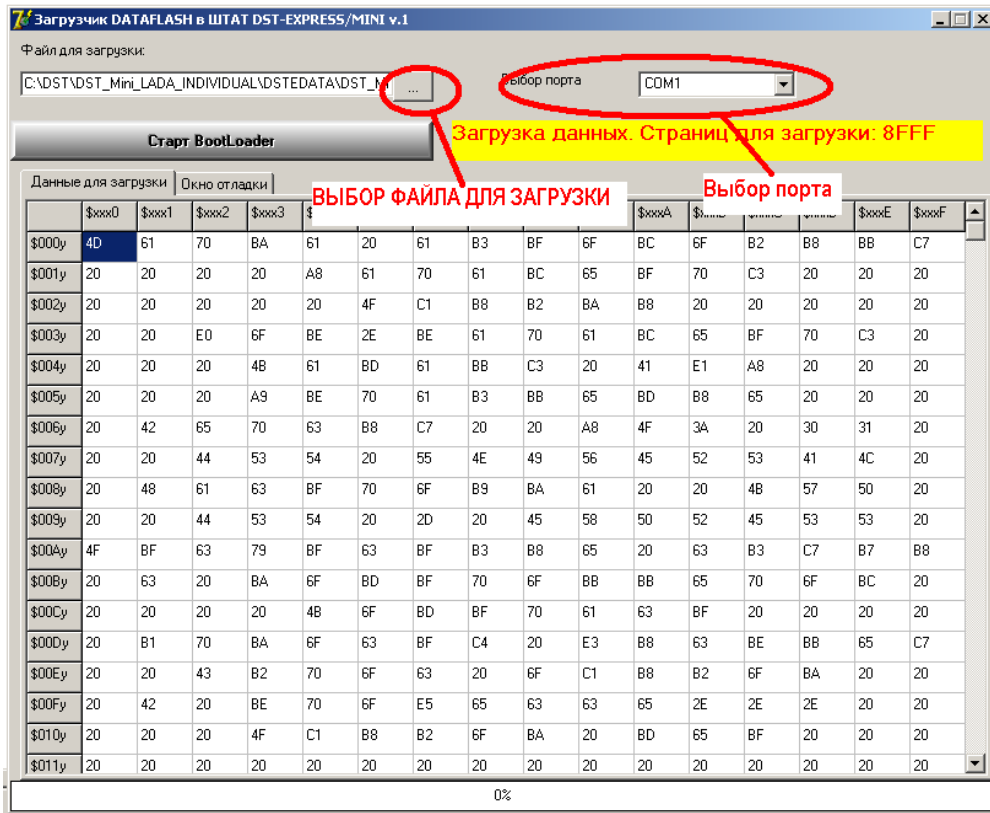 Загрузчик DATAFLASH в ШТАТ DST-EXPRESS/MINI v.1
Файл для загрузки:
C:\DST\DST_Mini_LADA_INDIVIDUAL\DSTEDATA\DST_M ...
Выбор порта COM1
Старт BootLoader
Загрузка данных. Страниц для загрузки: 8FFF
Данные для загрузки Окно отладки
ВЫБОР ФАЙЛА ДЛЯ ЗАГРУЗКИ
Выбор порта
$xxx0 $xxx1 $xxx2 $xxx3 $xxxA $xxxE $xxxF
$000y 4D 61 70 BA 61 20 61 B3 BF 6F BC 6F B2 B8 BB C7
$001y 20 20 20 20 A8 61 70 61 BC 65 BF 70 C3 20 20 20
$002y 20 20 20 20 20 4F C1 B8 B2 BA B8 20 20 20 20 20
$003y 20 20 E0 6F BE 2E BE 61 70 61 BC 65 BF 70 C3 20
$004y 20 20 20 4B 61 BD 61 BB C3 20 41 E1 A8 20 20 20
$005y 20 20 20 A9 BE 70 61 B3 BB 65 BD B8 65 20 20 20
$006y 20 42 65 70 63 B8 C7 20 20 A8 4F 3A 20 30 31 20
$007y 20 20 44 53 54 20 55 4E 49 56 45 52 53 41 4C 20
$008y 20 48 61 63 BF 70 6F B9 BA 61 20 20 4B 57 50 20
$009y 20 20 44 53 54 20 2D 20 45 58 50 52 45 53 53 20
$00Ay 4F BF 63 79 BF 63 BF B3 B8 65 20 63 B3 C7 B7 B8
$00By 20 63 20 BA 6F BD BF 70 6F BB BB 65 70 6F BC 20
$00Cy 20 20 20 20 4B 6F BD BF 70 61 63 BF 20 20 20 20
$00Dy 20 B1 70 BA 6F 63 BF C4 20 E3 B8 63 BE BB 65 C7
$00Ey 20 20 43 B2 70 6F 63 20 6F C1 B8 B2 6F BA 20 20
$00Fy 20 42 20 BE 70 6F E5 65 63 63 65 2E 2E 2E 20 20
$010y 20 20 20 4F C1 B8 B2 6F BA 20 BD 65 BF 20 20 20
$011y 20 20 20 20 20 20 20 20 20 20 20 20 20 20 20 20
0%